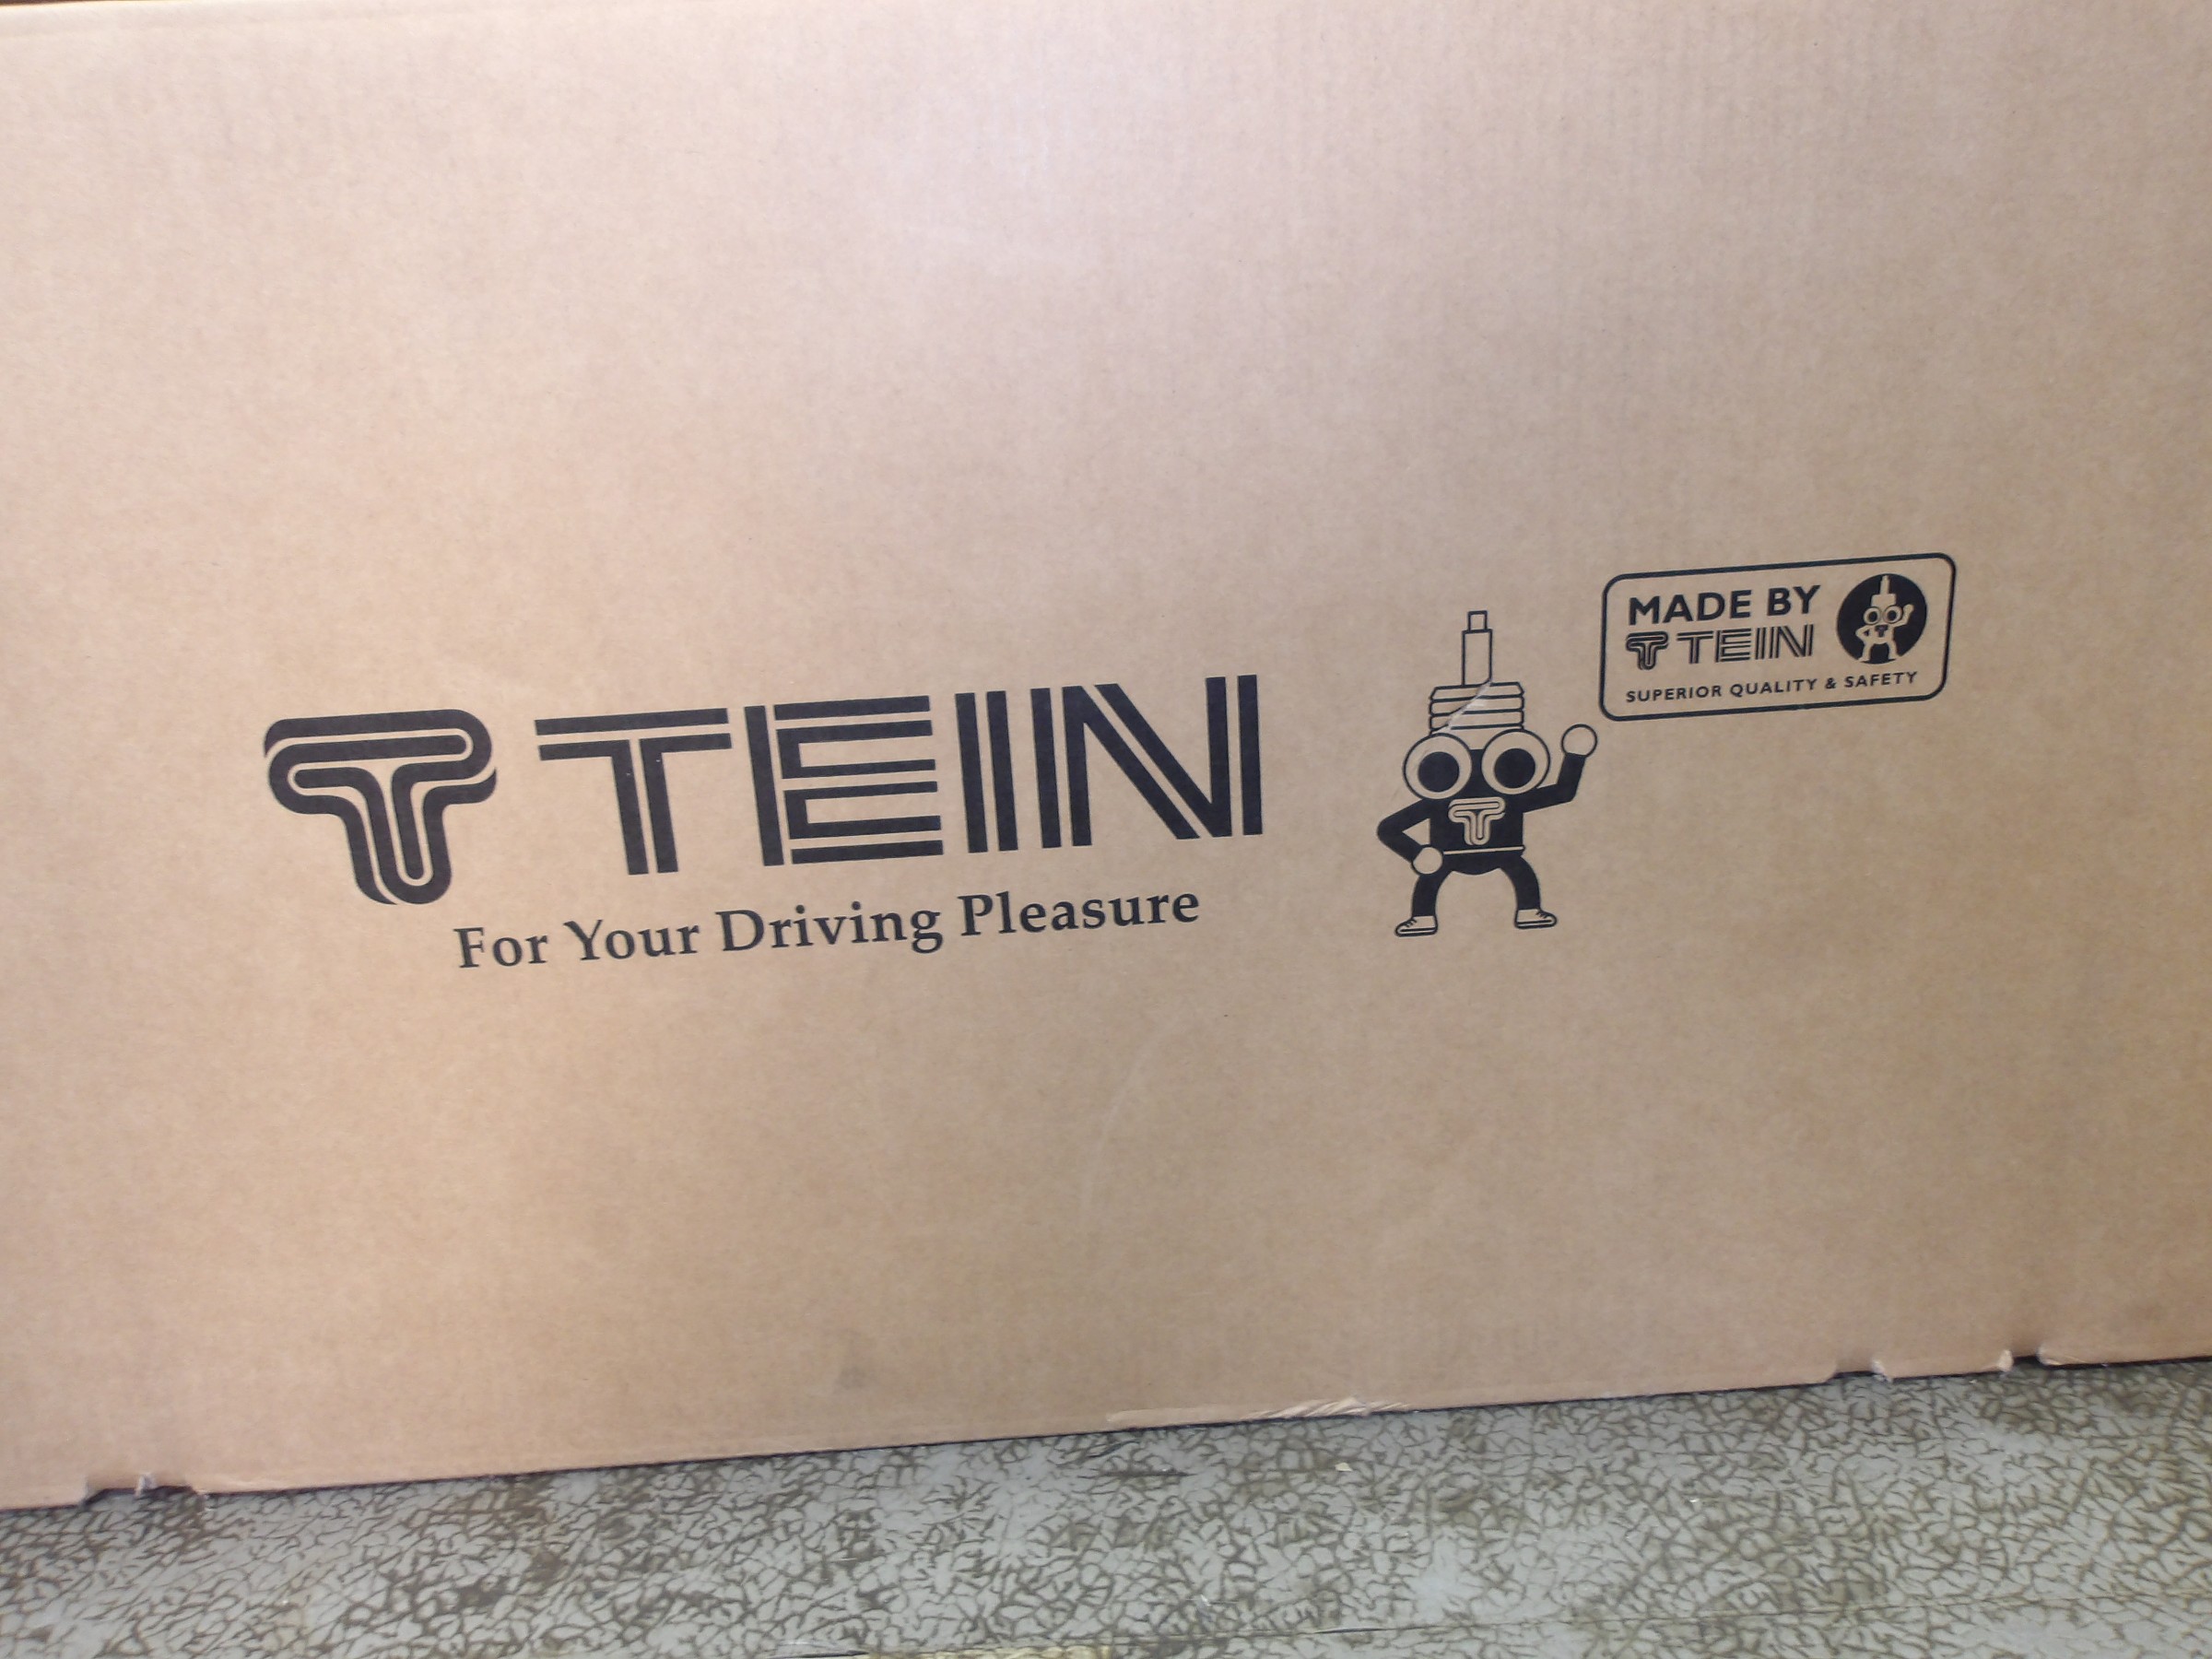 TEIN
For Your Driving Pleasure
MADE BY
TEIN
SUPERIOR QUALITY & SAFETY